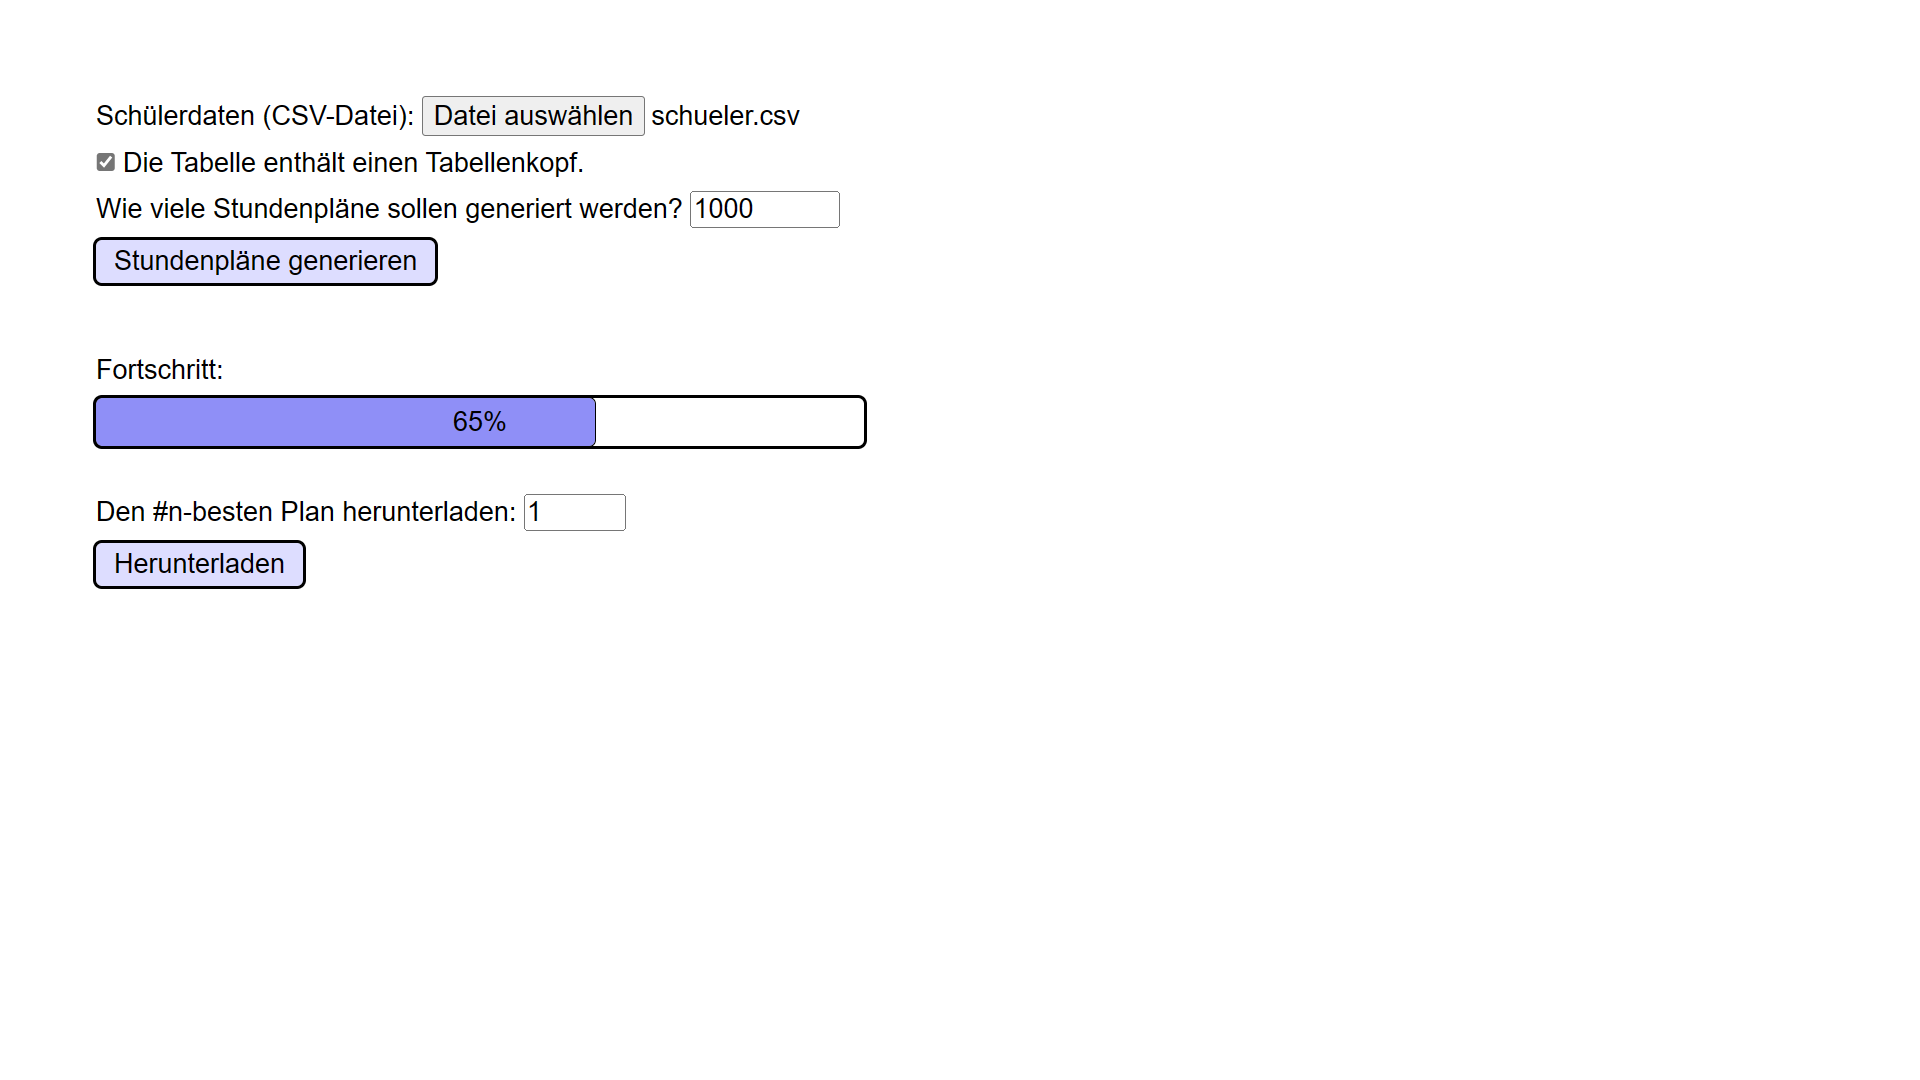 Schülerdaten (CSV-Datei): Datei auswählen schueler.csv
Die Tabelle enthält einen Tabellenkopf.
Wie viele Stundenpläne sollen generiert werden? 1000
Stundenpläne generieren
Fortschritt:
65%
Den #n-besten Plan herunterladen: 1
Herunterladen